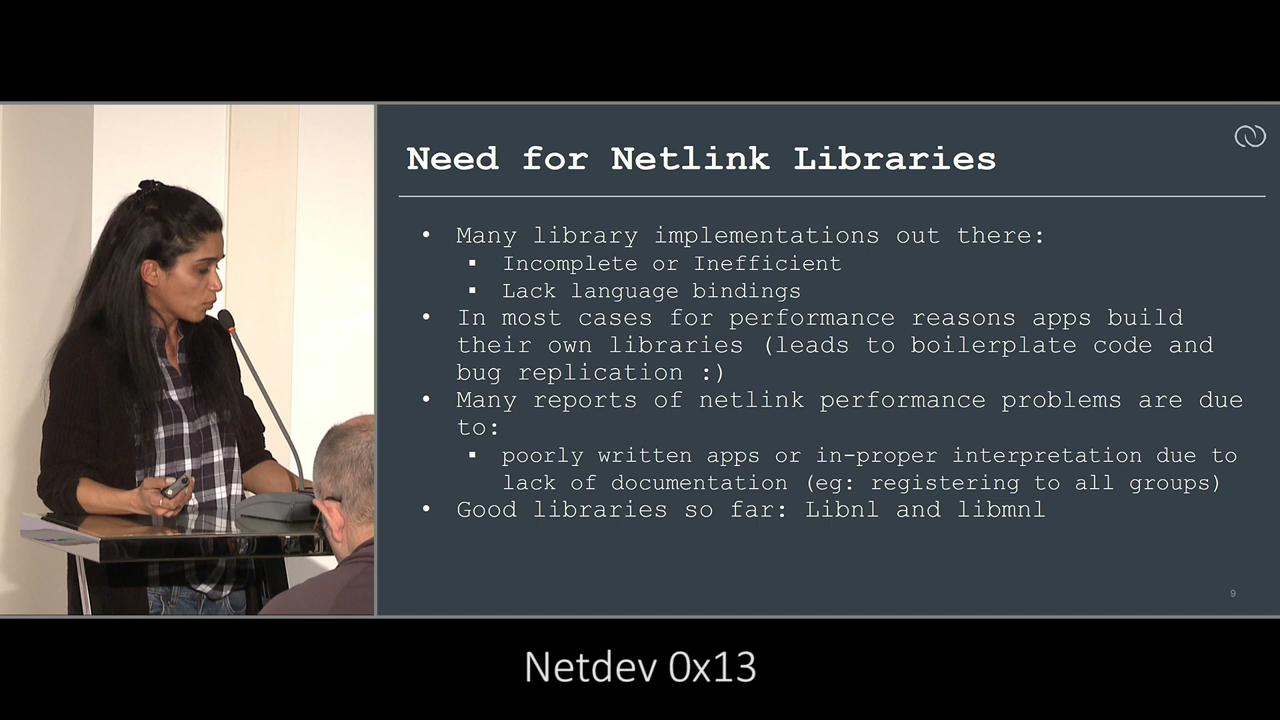 Need for Netlink Libraries
• Many library implementations out there:
▪ Incomplete or Inefficient
▪ Lack language bindings
• In most cases for performance reasons apps build
their own libraries (leads to boilerplate code and
bug replication :)
• Many reports of netlink performance problems are due
to:
▪ poorly written apps or in-proper interpretation due to
lack of documentation (eg: registering to all groups)
• Good libraries so far: Libnl and libmnl
9
Netdev 0x13